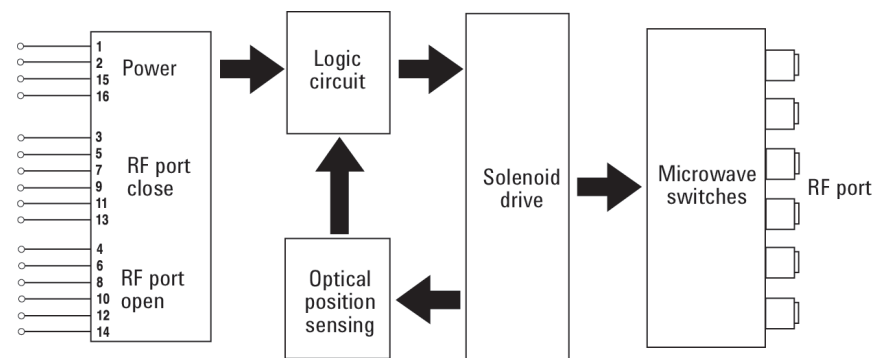 1
2
15
16
Power
3
5
7
9
11
13
RF port
close
4
6
8
10
12
14
RF port
open
Logic
circuit
Optical
position
sensing
Solenoid
drive
Microwave
switches
RF port